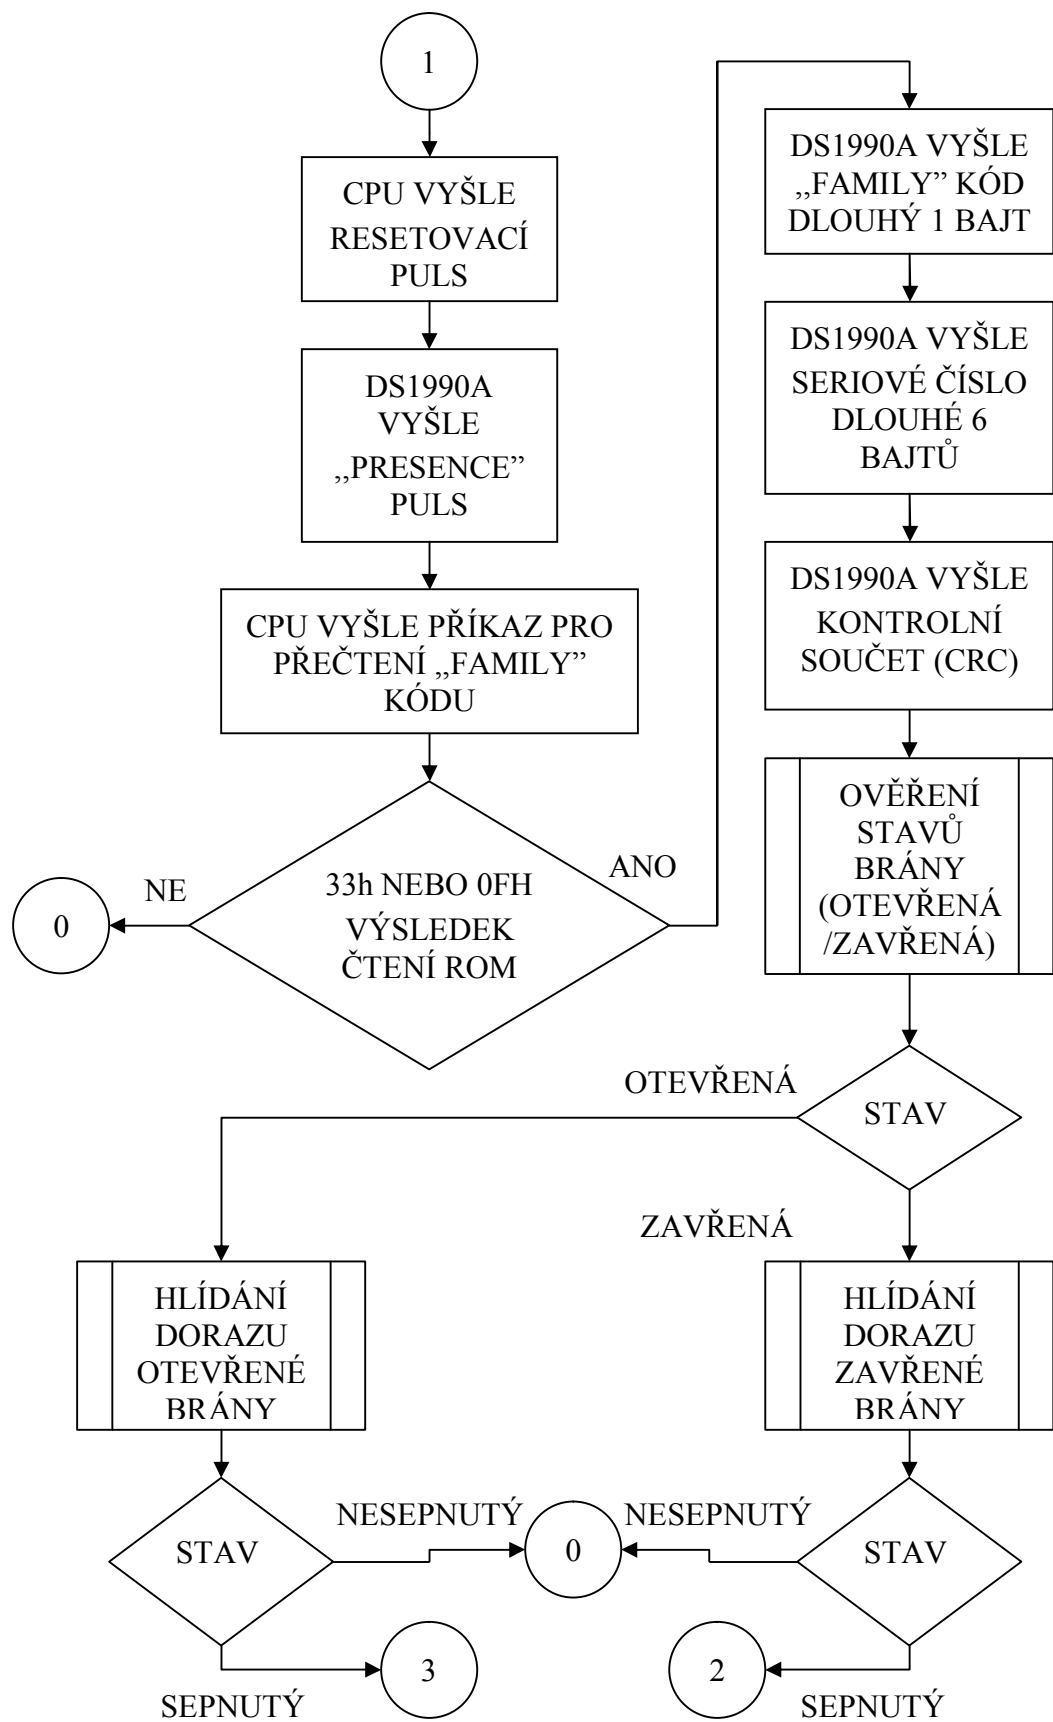 1
CPU VYŠLE
RESETOVACÍ
PULS
DS1990A
VYŠLE
,,PRESENCE”
PULS
CPU VYŠLE PŘÍKAZ PRO
PŘEČTENÍ ,,FAMILY”
KÓDU
33h NEBO 0FH
VÝSLEDEK
ČTENÍ ROM
NE
0
ANO
DS1990A VYŠLE
,,FAMILY” KÓD
DLOUHÝ 1 BAJT
DS1990A VYŠLE
SERIOVÉ ČÍSLO
DLOUHÉ 6
BAJTŮ
DS1990A VYŠLE
KONTROLNÍ
SOUČET (CRC)
OVĚŘENÍ
STAVŮ
BRÁNY
(OTEVŘENÁ
/ZAVŘENÁ)
STAV
OTEVŘENÁ
ZAVŘENÁ
HLÍDÁNÍ
DORAZU
OTEVŘENÉ
BRÁNY
HLÍDÁNÍ
DORAZU
ZAVŘENÉ
BRÁNY
STAV
NESEPNUTÝ
0
NESEPNUTÝ
STAV
3
SEPNUTÝ
2
SEPNUTÝ